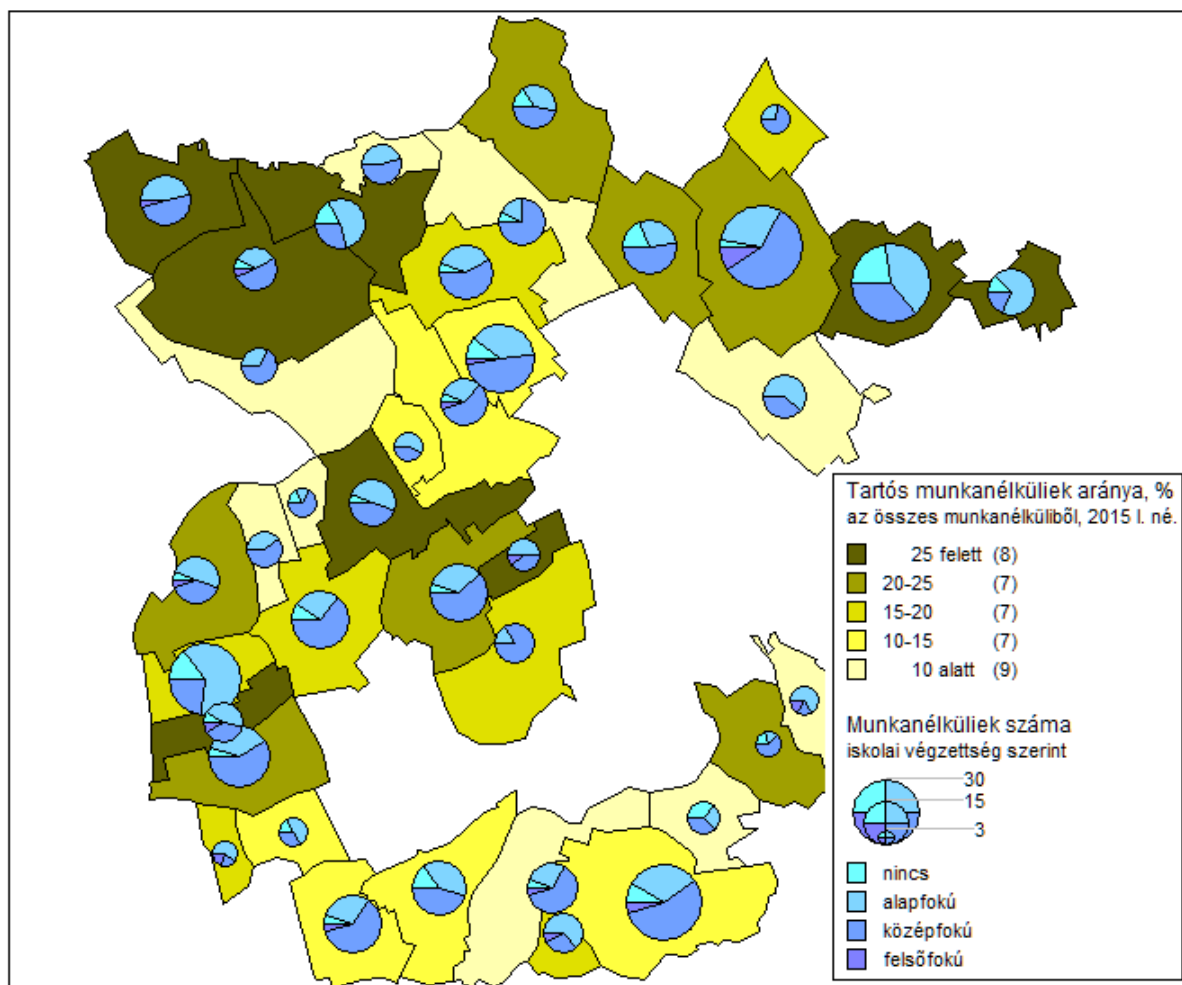 Tartós munkanélküliek aránya, %
az összes munkanélküliből, 2015 I. né.
25 felett (8)
20-25 (7)
15-20 (7)
10-15 (7)
10 alatt (9)
Munkanélküliek száma
iskolai végzettség szerint
30
15
3
nincs
alapfokú
középfokú
felsõfokú